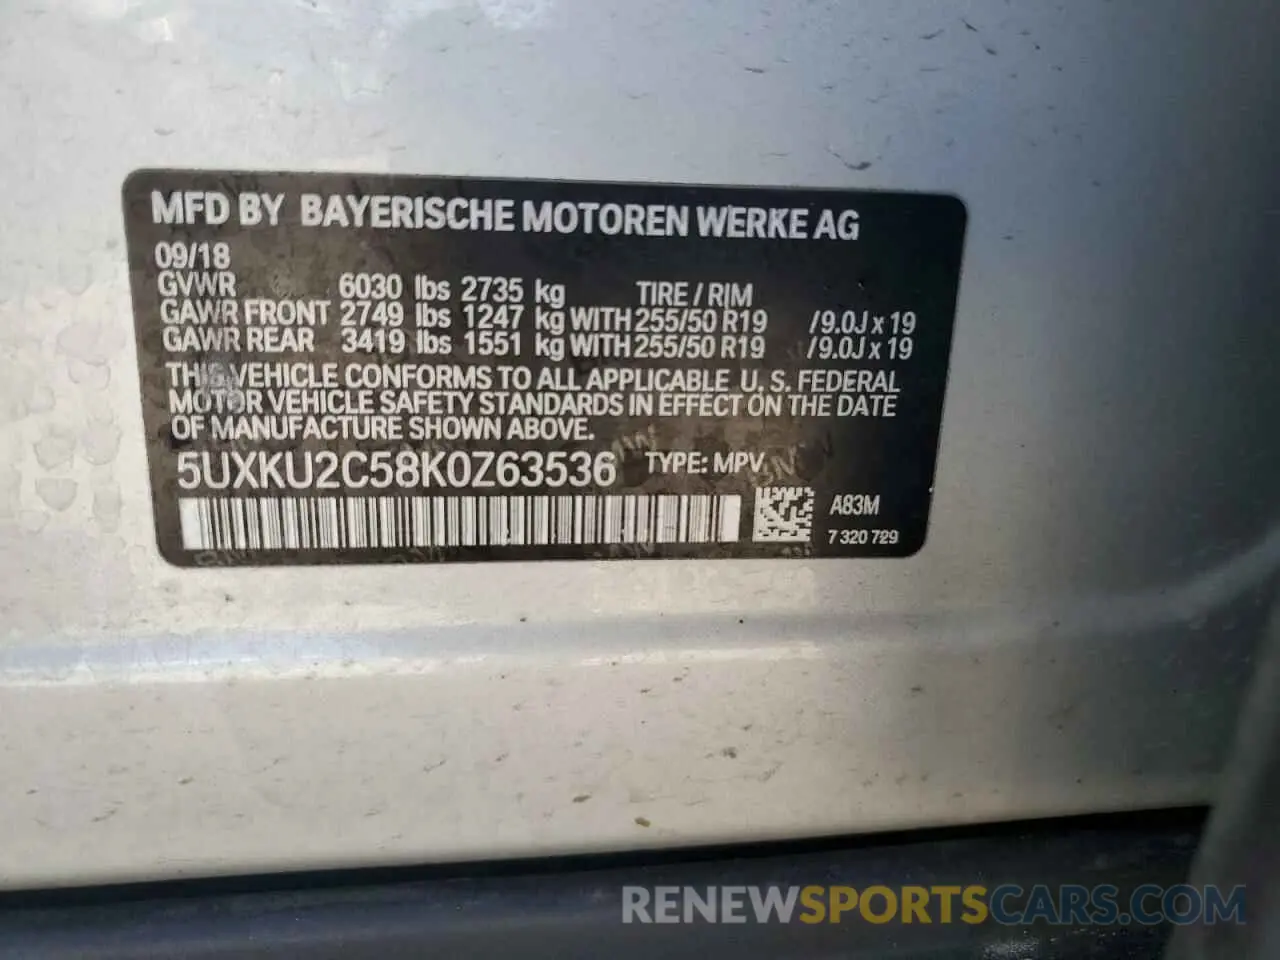 MFD BY BAYERISCHE MOTOREN WERKE AG
09/18
GVWR 6030 lbs 2735 kg TIRE / RIM
GAWR FRONT 2749 lbs 1247 kg WITH 255/50 R19 /9.0J x 19
GAWR REAR 3419 lbs 1551 kg WITH 255/50 R19 /9.0J x 19
THIS VEHICLE CONFORMS TO ALL APPLICABLE U. S. FEDERAL
MOTOR VEHICLE SAFETY STANDARDS IN EFFECT ON THE DATE
OF MANUFACTURE SHOWN ABOVE.
5UXKU2C58K0Z63536 TYPE: MPV
A83M
7 320 729
RENEWSPORTSCARS.COM